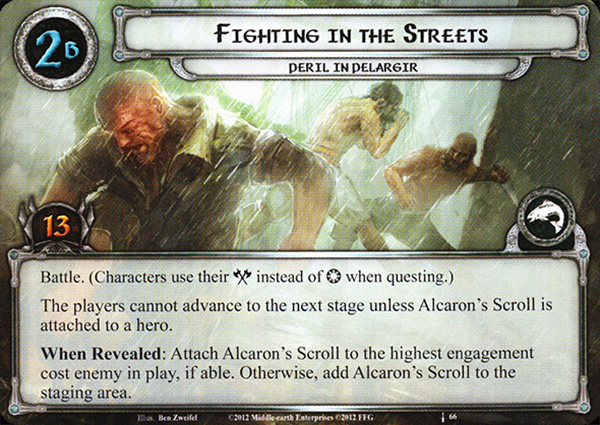 2B
FIGHTING IN THE STREETS
PERIL IN PELARGIR
13
Battle. (Characters use their instead of when questing.)
The players cannot advance to the next stage unless Alcaron's Scroll is
attached to a hero.
When Revealed: Attach Alcaron's Scroll to the highest engagement
cost enemy in play, if able. Otherwise, add Alcaron's Scroll to the
staging area.
Illus. Ben Zweifel ©2012 Middle-earth Enterprises ©2012 FFG 66